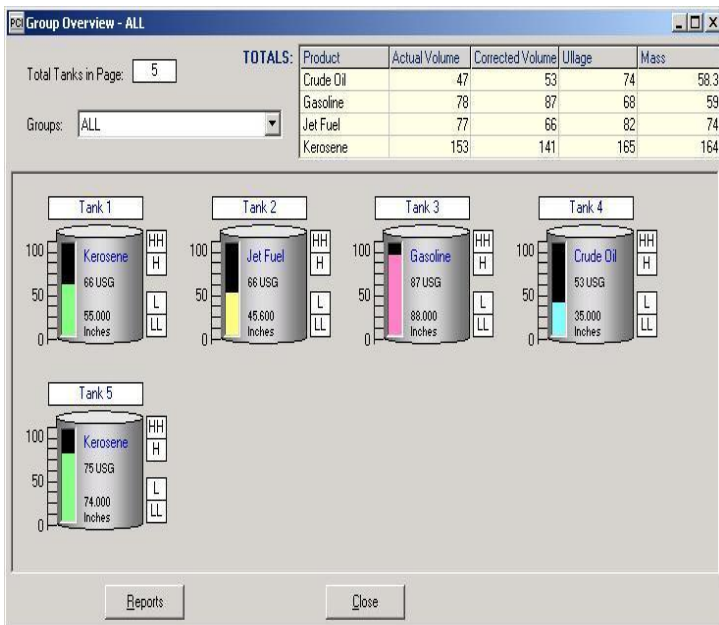 PCI Group Overview - ALL
Total Tanks in Page: 5
Groups: ALL
TOTALS:
Product Actual Volume Corrected Volume Ullage Mass
Crude Oil 47 53 74 58.3
Gasoline 78 87 68 59
Jet Fuel 77 66 82 74
Kerosene 153 141 165 164
Tank 1
100
50
0
Kerosene
66 USG
55.000
Inches
HH
H
L
LL
Tank 2
100
50
0
Jet Fuel
66 USG
45.600
Inches
HH
H
L
LL
Tank 3
100
50
0
Gasoline
87 USG
88.000
Inches
HH
H
L
LL
Tank 4
100
50
0
Crude Oil
53 USG
35.000
Inches
HH
H
L
LL
Tank 5
100
50
0
Kerosene
75 USG
74.000
Inches
HH
H
L
LL
Reports
Close